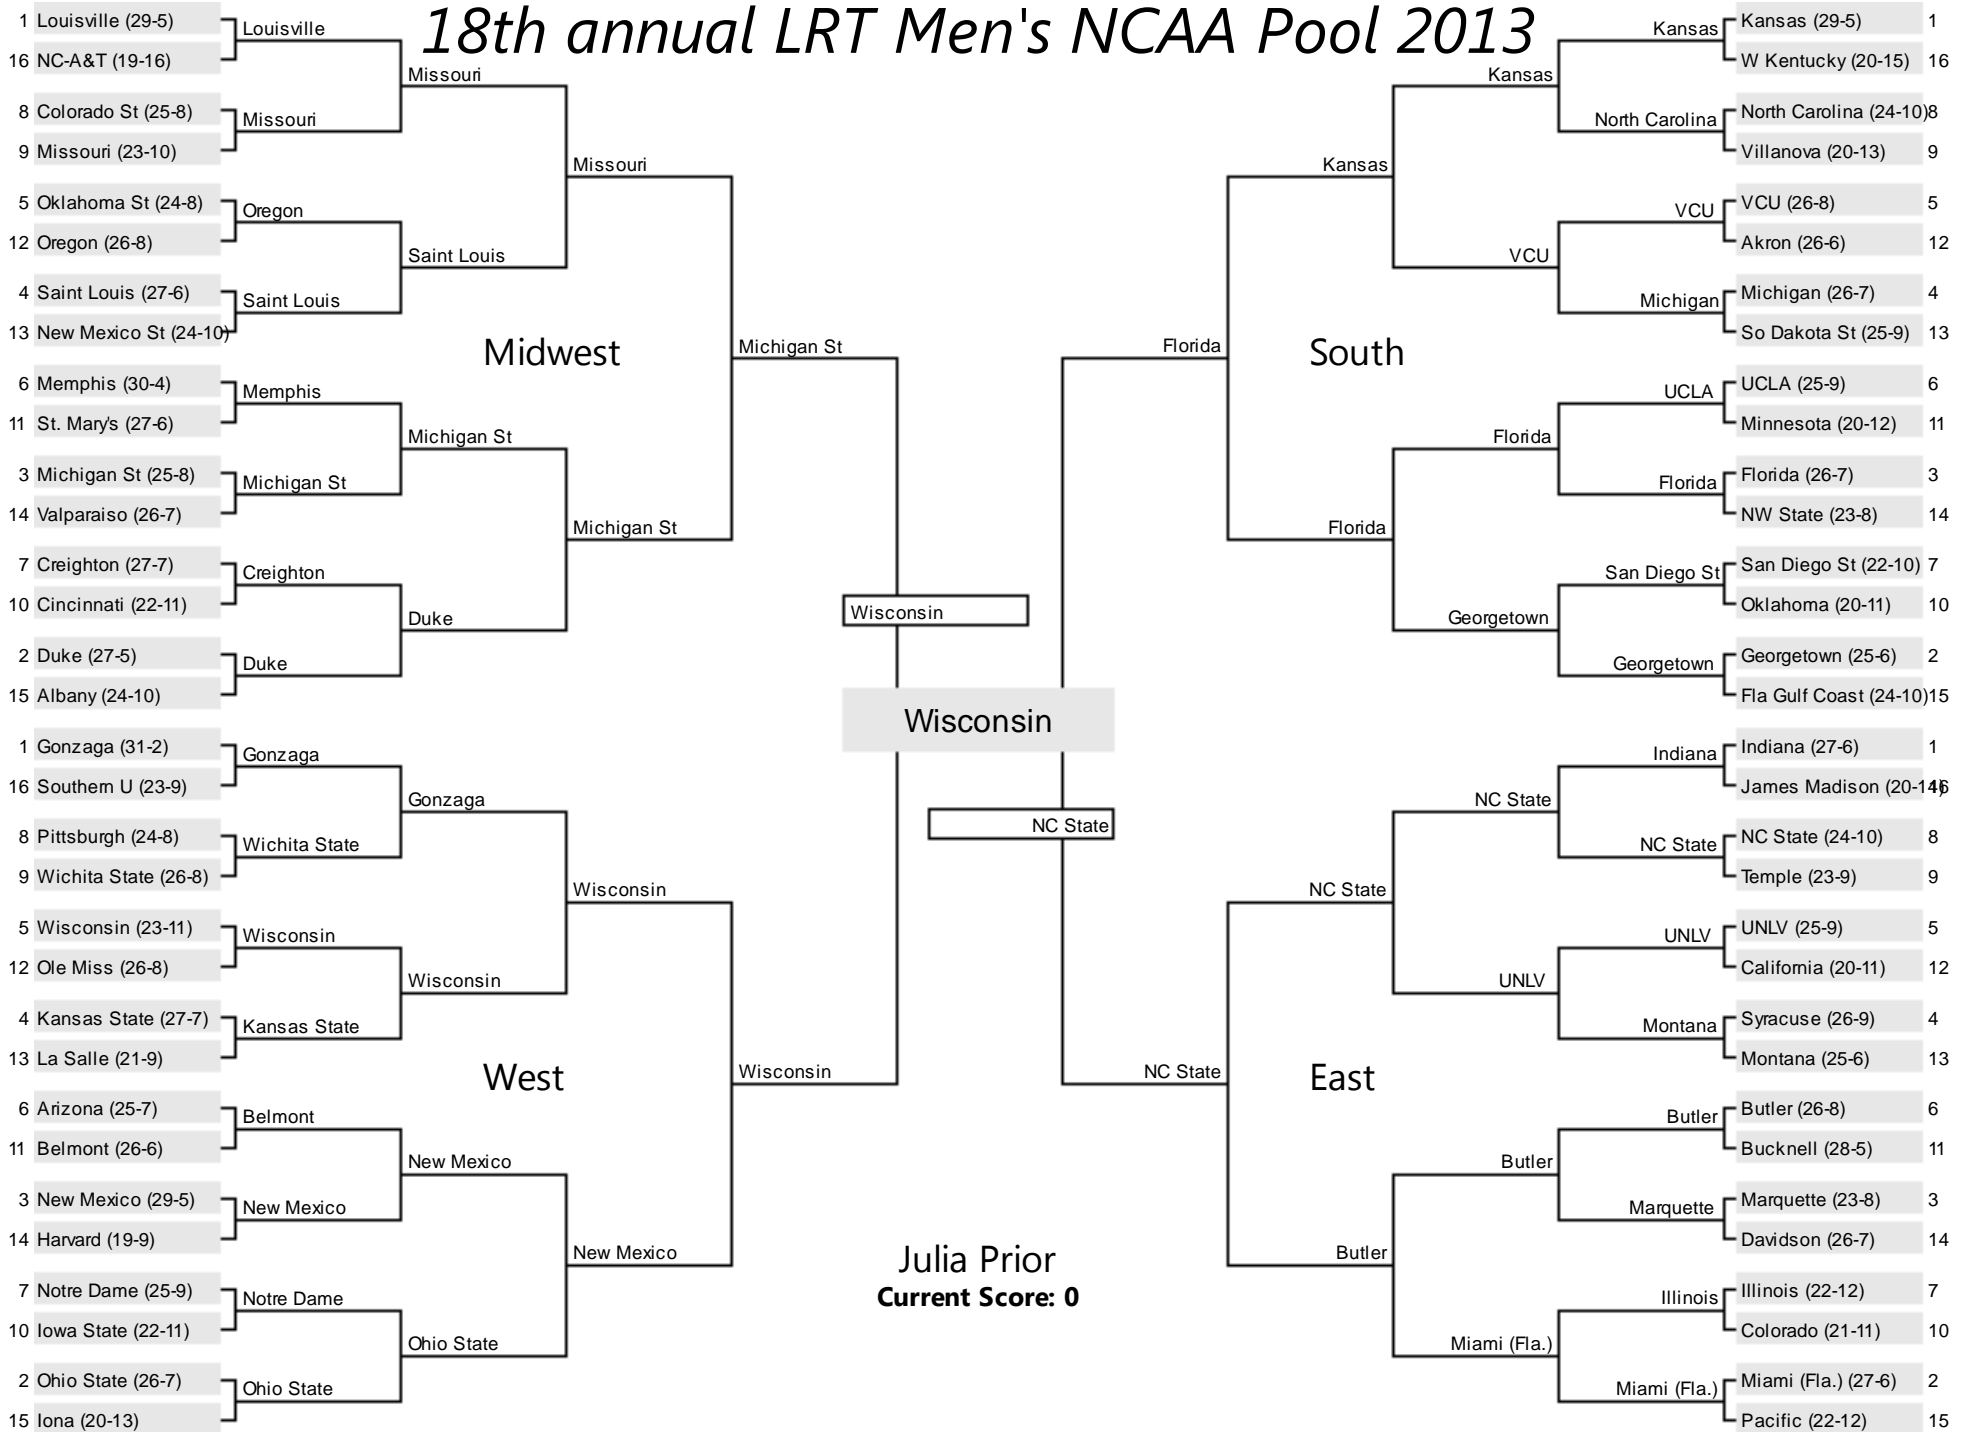 18th annual LRT Men's NCAA Pool 2013
1 Louisville (29-5)
16 NC-A&T (19-16)
8 Colorado St (25-8)
9 Missouri (23-10)
5 Oklahoma St (24-8)
12 Oregon (26-8)
4 Saint Louis (27-6)
13 New Mexico St (24-10)
6 Memphis (30-4)
11 St. Mary's (27-6)
3 Michigan St (25-8)
14 Valparaiso (26-7)
7 Creighton (27-7)
10 Cincinnati (22-11)
2 Duke (27-5)
15 Albany (24-10)
Louisville
Missouri
Oregon
Saint Louis
Memphis
Michigan St
Creighton
Duke
Missouri
Saint Louis
Michigan St
Duke
Missouri
Michigan St
Michigan St
Midwest
1 Gonzaga (31-2)
16 Southern U (23-9)
8 Pittsburgh (24-8)
9 Wichita State (26-8)
5 Wisconsin (23-11)
12 Ole Miss (26-8)
4 Kansas State (27-7)
13 La Salle (21-9)
6 Arizona (25-7)
11 Belmont (26-6)
3 New Mexico (29-5)
14 Harvard (19-9)
7 Notre Dame (25-9)
10 Iowa State (22-11)
2 Ohio State (26-7)
15 Iona (20-13)
Gonzaga
Wichita State
Wisconsin
Kansas State
Belmont
New Mexico
Notre Dame
Ohio State
Gonzaga
Wisconsin
New Mexico
Ohio State
Wisconsin
New Mexico
Wisconsin
West
Wisconsin
Wisconsin
NC State
Julia Prior
Current Score: 0
Kansas (29-5) 1
W Kentucky (20-15) 16
North Carolina (24-10) 8
Villanova (20-13) 9
VCU (26-8) 5
Akron (26-6) 12
Michigan (26-7) 4
So Dakota St (25-9) 13
UCLA (25-9) 6
Minnesota (20-12) 11
Florida (26-7) 3
NW State (23-8) 14
San Diego St (22-10) 7
Oklahoma (20-11) 10
Georgetown (25-6) 2
Fla Gulf Coast (24-10) 15
Kansas
North Carolina
VCU
Michigan
UCLA
Florida
San Diego St
Georgetown
Kansas
VCU
Florida
Georgetown
Kansas
Florida
Florida
South
Indiana (27-6) 1
James Madison (20-14) 16
NC State (24-10) 8
Temple (23-9) 9
UNLV (25-9) 5
California (20-11) 12
Syracuse (26-9) 4
Montana (25-6) 13
Butler (26-8) 6
Bucknell (28-5) 11
Marquette (23-8) 3
Davidson (26-7) 14
Illinois (22-12) 7
Colorado (21-11) 10
Miami (Fla.) (27-6) 2
Pacific (22-12) 15
Indiana
NC State
UNLV
Montana
Butler
Marquette
Illinois
Miami (Fla.)
NC State
UNLV
Butler
Miami (Fla.)
NC State
Butler
NC State
East